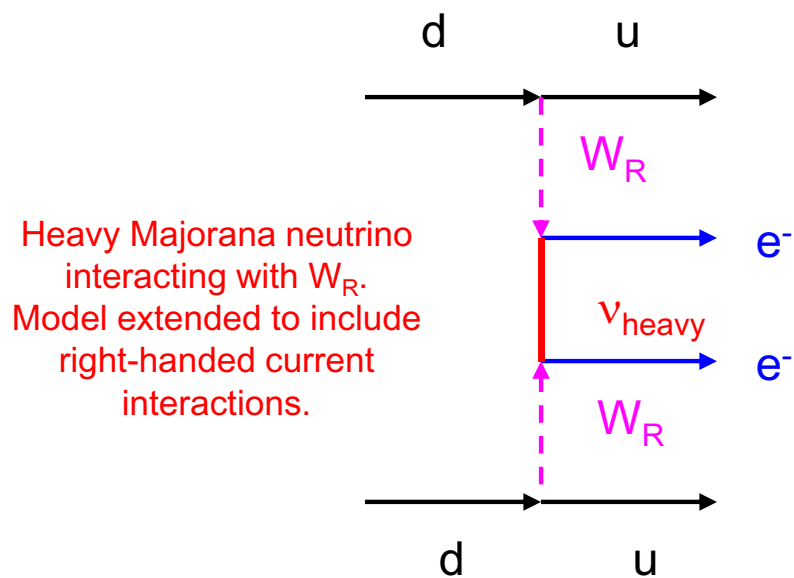 d u
W_R
e⁻
Heavy Majorana neutrino
interacting with W_R.
Model extended to include
right-handed current
interactions.
ν_heavy
e⁻
W_R
d u